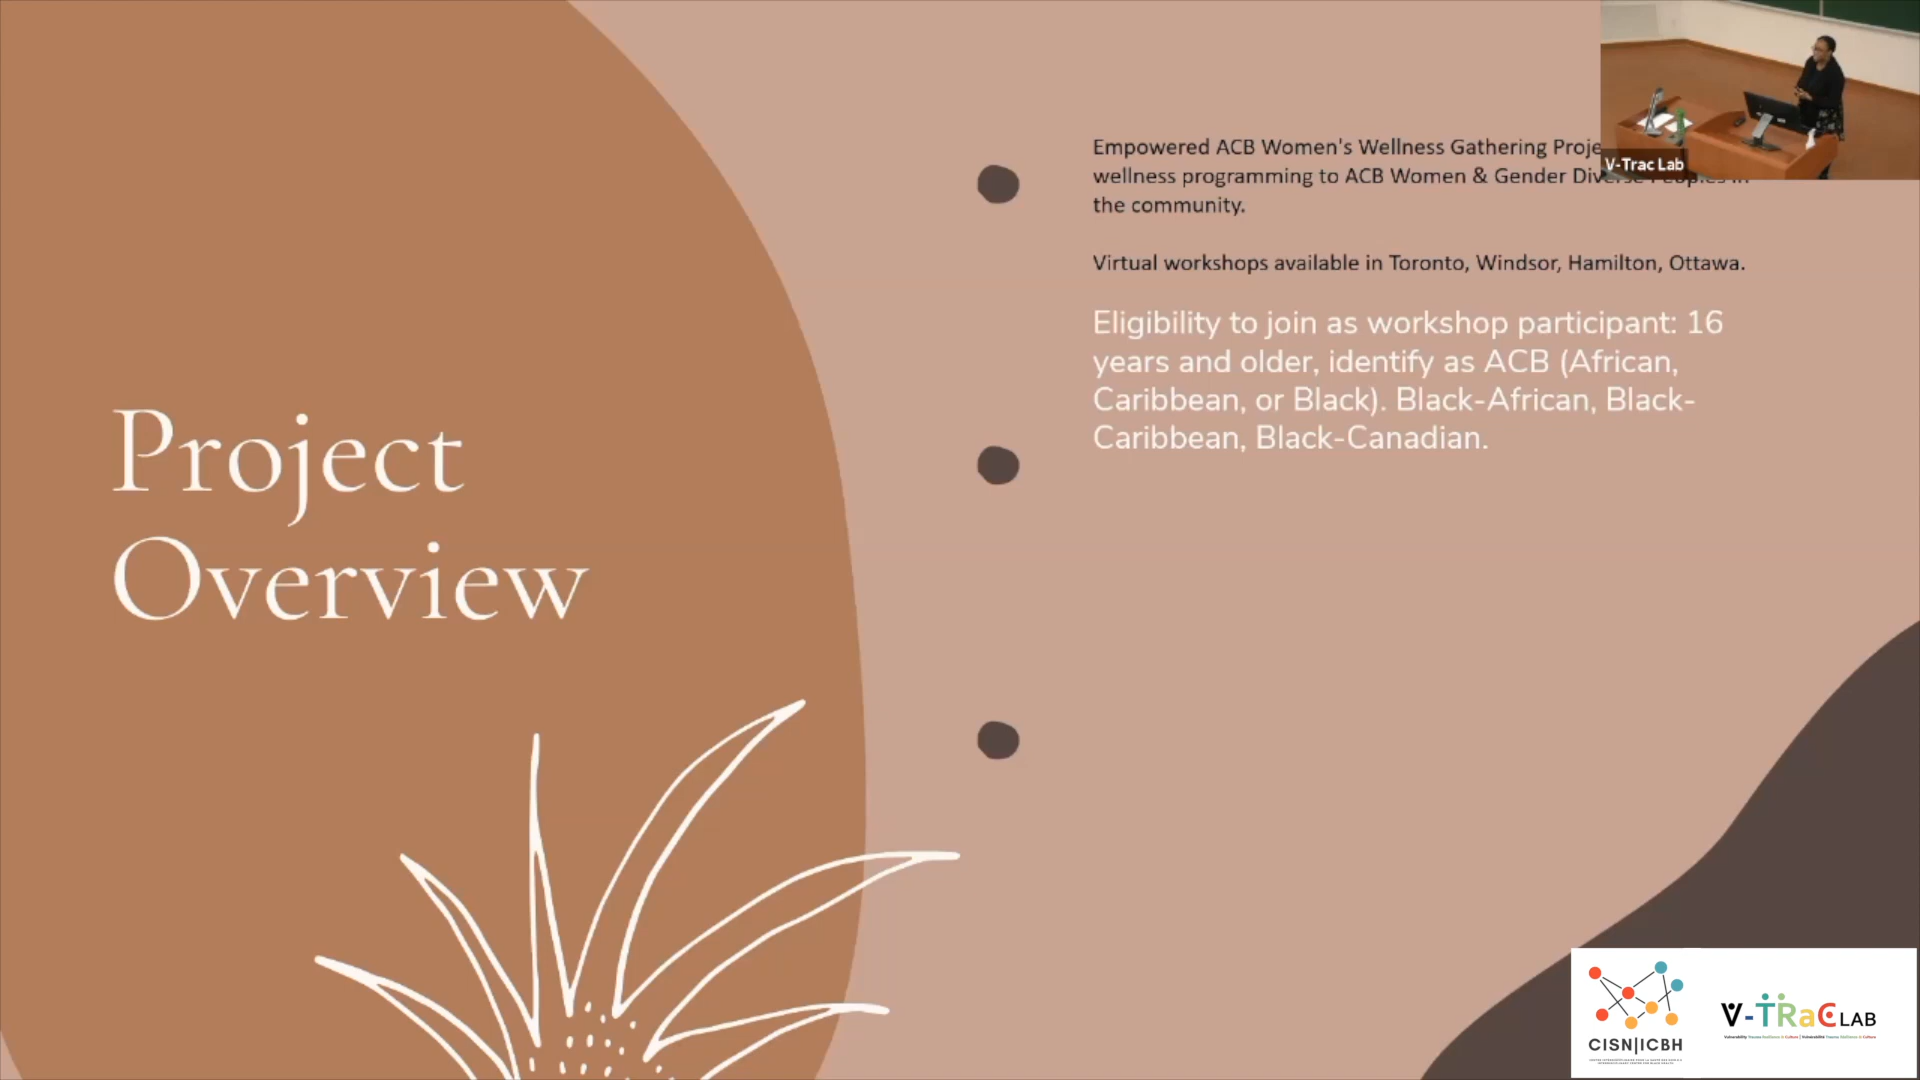 Project
Overview
Empowered ACB Women's Wellness Gathering
wellness programming to ACB Women & Gender
the community.
Virtual workshops available in Toronto, Windsor, Hamilton, Ottawa.
Eligibility to join as workshop participant: 16
years and older, identify as ACB (African,
Caribbean, or Black). Black-African, Black-
Caribbean, Black-Canadian.
V-Trac Lab
CISN|ICBH
V-TRaC LAB